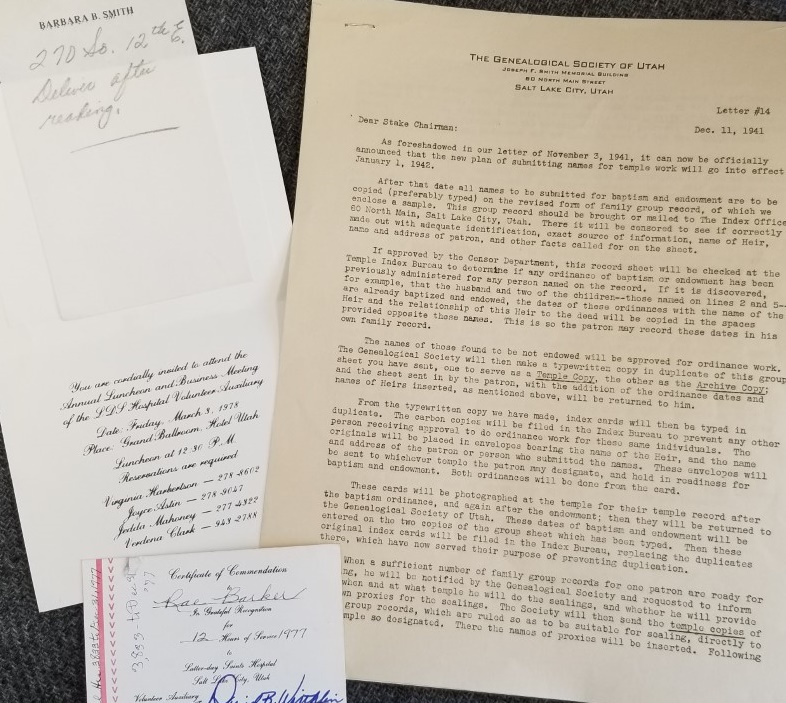 BARBARA B. SMITH
270 So. 12th E.
Deliver after
reading.
You are cordially invited to attend the
Annual Luncheon and Business Meeting
of the LDS Hospital Volunteer Auxiliary
Date: Friday, March 3, 1978
Place: Grand Ballroom, Hotel Utah
Luncheon at 12:30 P.M.
Reservations are required
Virginia Harbertson — 278-8602
Joyce Astin — 278-9047
Jedda Mahoney — 277-4822
Verdena Clark — 943-2788
Certificate of Commendation
Rae Barker
In Grateful Recognition
for
12 Hours of Service 1977
to
Latter-day Saints Hospital
Salt Lake City, Utah
Volunteer Auxiliary
THE GENEALOGICAL SOCIETY OF UTAH
JOSEPH F. SMITH MEMORIAL BUILDING
80 NORTH MAIN STREET
SALT LAKE CITY, UTAH
Letter #14
Dec. 11, 1941
Dear Stake Chairman:
As foreshadowed in our letter of November 3, 1941, it can now be officially
announced that the new plan of submitting names for temple work will go into effect
January 1, 1942.
After that date all names to be submitted for baptism and endowment are to be
copied (preferably typed) on the revised form of family group record, of which we
enclose a sample. This group record should be brought or mailed to The Index Office
80 North Main, Salt Lake City, Utah. There it will be censored to see if correctly
made out with adequate identification, exact source of information, name of Heir,
name and address of patron, and other facts called for on the sheet.
If approved by the Censor Department, this record sheet will be checked at the
Temple Index Bureau to determine if any ordinance of baptism or endowment has been
previously administered for any person named on the record. If it is discovered,
for example, that the husband and two of the children--those named on lines 2 and 5--
are already baptized and endowed, the dates of these ordinances with the name of the
Heir and the relationship of this Heir to the dead will be copied in the spaces
provided opposite those names. This is so the patron may record these dates in his
own family record.
The names of those found to be not endowed will be approved for ordinance work.
The Genealogical Society will then make a typewritten copy in duplicate of this group
sheet you have sent, one to serve as a Temple Copy, the other as the Archive Copy;
and the sheet sent in by the patron, with the addition of the ordinance dates and
names of Heirs inserted, as mentioned above, will be returned to him.
From the typewritten copy we have made, index cards will then be typed in
duplicate. The carbon copies will be filed in the Index Bureau to prevent any other
person receiving approval to do ordinance work for these same individuals. The
originals will be placed in envelopes bearing the name of the Heir, and the name
and address of the patron or person who submitted the names. These envelopes will
be sent to whichever temple the patron may designate, and held in readiness for
baptism and endowment. Both ordinances will be done from the card.
These cards will be photographed at the temple for their temple record after
the baptism ordinance, and again after the endowment; then they will be returned to
the Genealogical Society of Utah. These dates of baptism and endowment will be
entered on the two copies of the group sheet which has been typed. Then these
original index cards will be filed in the Index Bureau, replacing the duplicates
there, which have now served their purpose of preventing duplication.
When a sufficient number of family group records for one patron are ready for
ng, he will be notified by the Genealogical Society and requested to inform
when and at what temple he will do the sealings, and whether he will provide
wn proxies for the sealings. The Society will then send the temple copies of
group records, which are ruled so as to be suitable for sealing, directly to
mple so designated. There the names of proxies will be inserted. Following